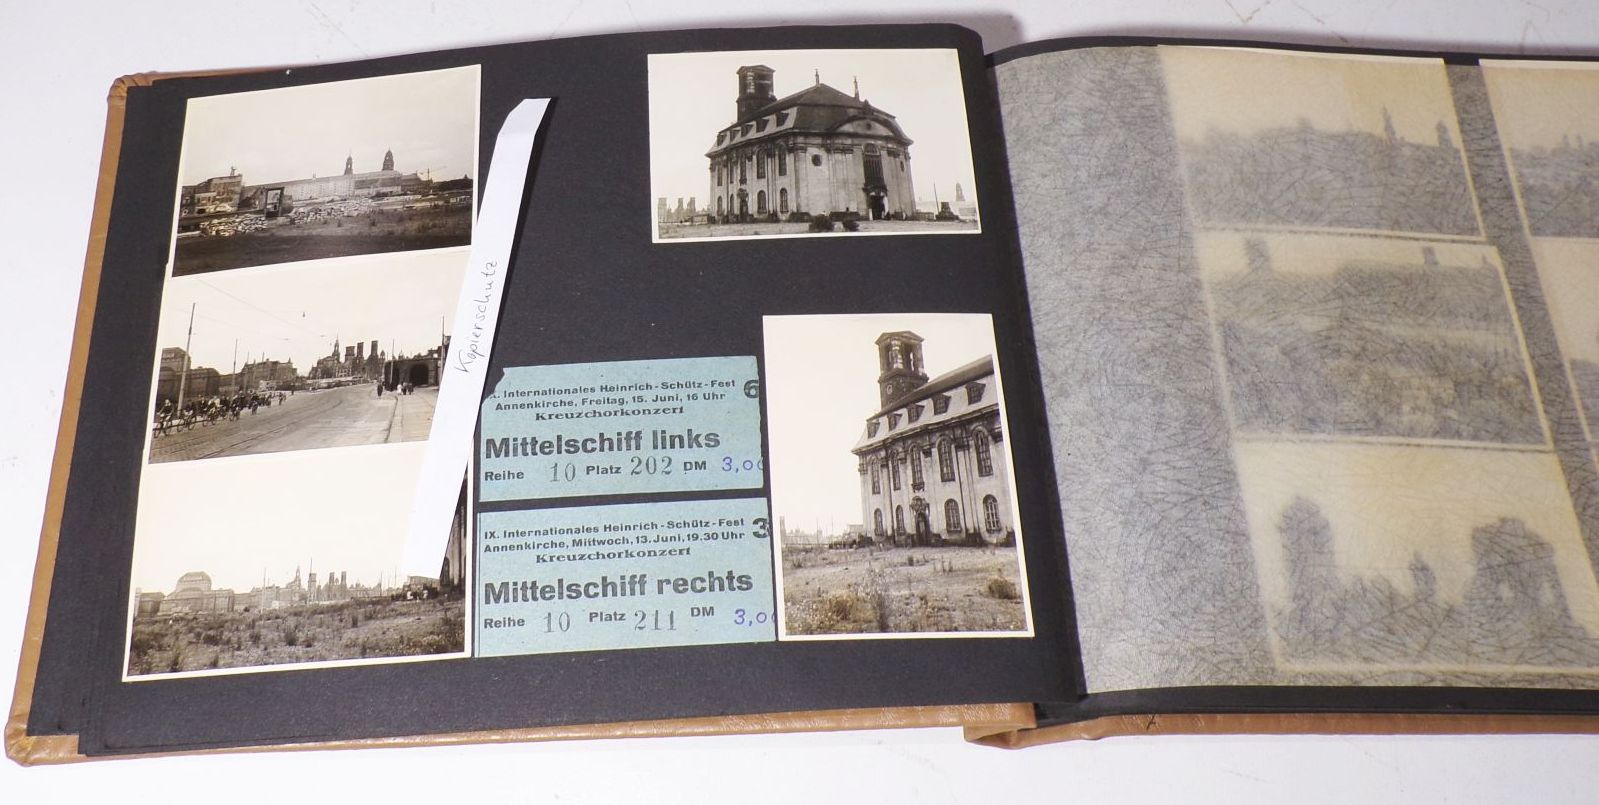 Kopierschutz
. Internationales Heinrich-Schütz-Fest 6
Annenkirche, Freitag, 15. Juni, 16 Uhr
Kreuzchorkonzert
Mittelschiff links
Reihe 10 Platz 202 DM 3,00
IX. Internationales Heinrich-Schütz-Fest 3
Annenkirche, Mittwoch, 13. Juni, 19.30 Uhr
Kreuzchorkonzert
Mittelschiff rechts
Reihe 10 Platz 211 DM 3,00